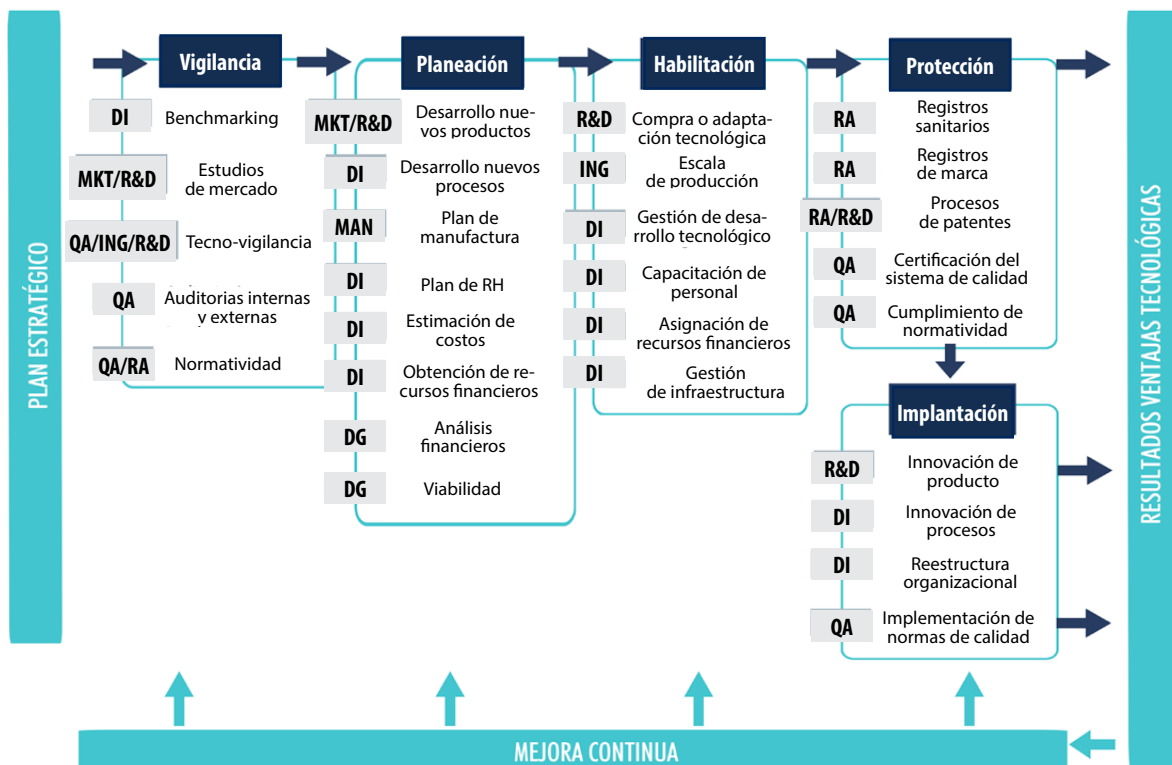 PLAN ESTRATÉGICO
Vigilancia
DI
Benchmarking
MKT/R&D
Estudios
de mercado
QA/ING/R&D
Tecno-vigilancia
QA
Auditorias internas
y externas
QA/RA
Normatividad
Planeación
MKT/R&D
Desarrollo nue-
vos productos
DI
Desarrollo nuevos
procesos
MAN
Plan de
manufactura
DI
Plan de RH
DI
Estimación de
costos
DI
Obtención de re-
cursos financieros
DG
Análisis
financieros
DG
Viabilidad
Habilitación
R&D
Compra o adap-
tación tecnológica
ING
Escala
de producción
DI
Gestión de desa-
rrollo tecnológico
DI
Capacitación de
personal
DI
Asignación de
recursos financieros
DI
Gestión
de infraestructura
Protección
RA
Registros
sanitarios
RA
Registros
de marca
RA/R&D
Procesos
de patentes
QA
Certificación del
sistema de calidad
QA
Cumplimiento de
normatividad
Implantación
R&D
Innovación de
producto
DI
Innovación de
procesos
DI
Reestructura
organizacional
QA
Implementación de
normas de calidad
RESULTADOS VENTAJAS TECNOLÓGICAS
MEJORA CONTINUA